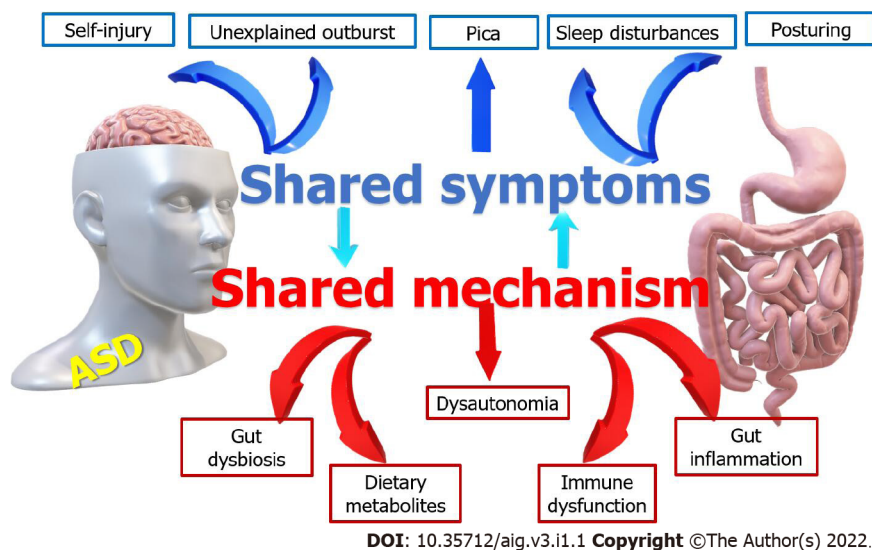 Self-injury
Unexplained outburst
Pica
Sleep disturbances
Posturing
Shared symptoms
Shared mechanism
ASD
Gut
dysbiosis
Dietary
metabolites
Dysautonomia
Immune
dysfunction
Gut
inflammation
DOI: 10.35712/aig.v3.i1.1 Copyright ©The Author(s) 2022.